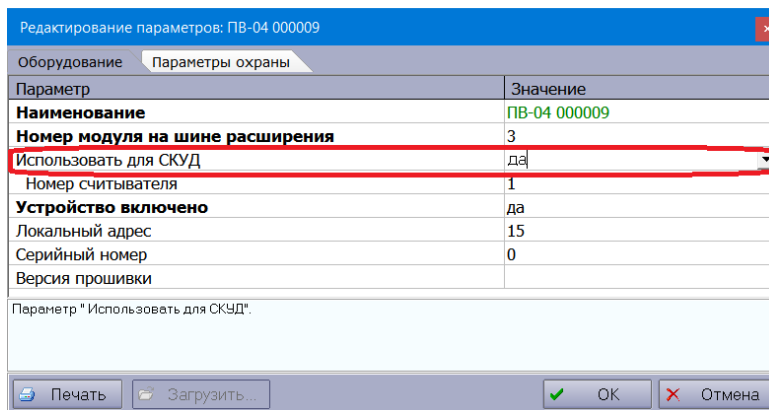 Редактирование параметров: ПВ-04 000009
Оборудование Параметры охраны
Параметр Значение
Наименование ПВ-04 000009
Номер модуля на шине расширения 3
Использовать для СКУД да
Номер считывателя 1
Устройство включено да
Локальный адрес 15
Серийный номер 0
Версия прошивки
Параметр " Использовать для СКУД".
Печать Загрузить... OK Отмена